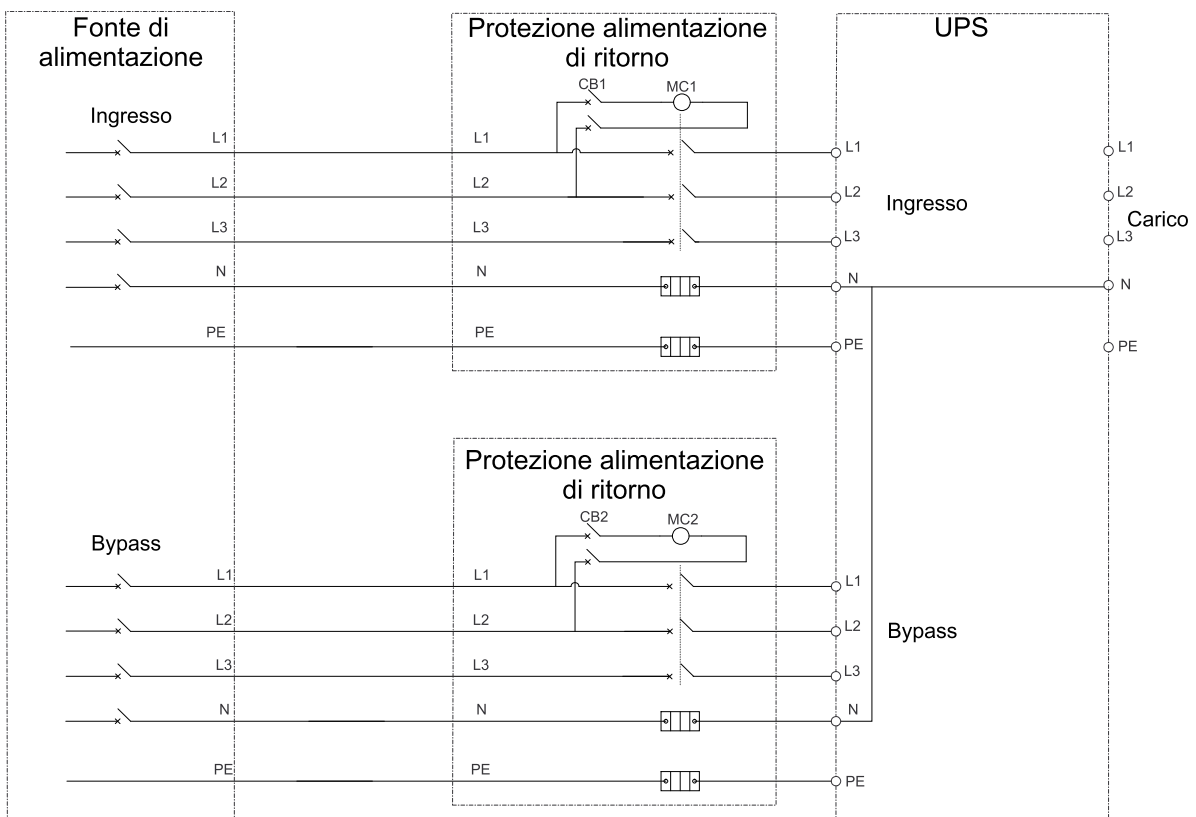 Fonte di
alimentazione
Protezione alimentazione
di ritorno
UPS
CB1
MC1
Ingresso
L1
L1
L1
L1
L2
L2
L2
L2
Ingresso
Carico
L3
L3
L3
L3
N
N
N
N
PE
PE
PE
PE
Protezione alimentazione
di ritorno
CB2
MC2
Bypass
L1
L1
L1
L2
L2
L2
Bypass
L3
L3
L3
N
N
N
PE
PE
PE